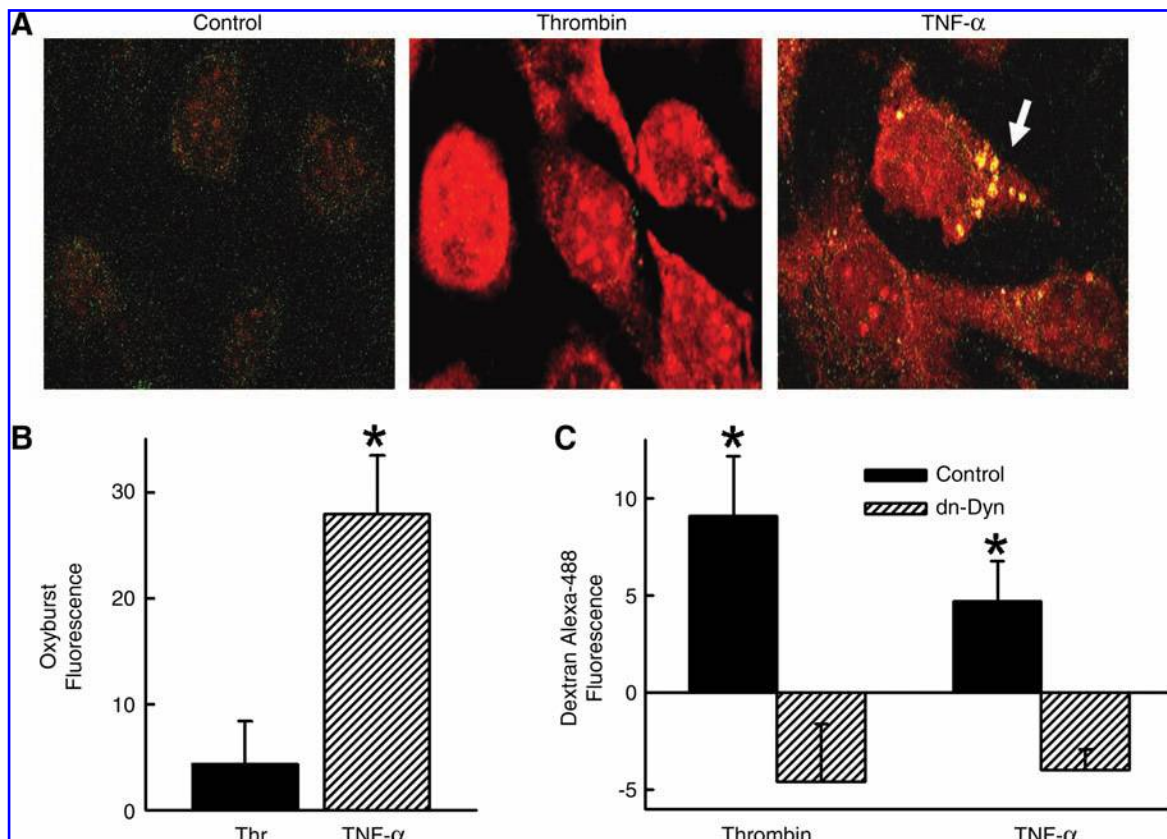 A
Control
Thrombin
TNF-α
B
*
30
20
10
0
Oxyburst
Fluorescence
Thr
TNF-α
C
*
*
Control
dn-Dyn
10
5
0
-5
Dextran Alexa-488
Fluorescence
Thrombin
TNF-α